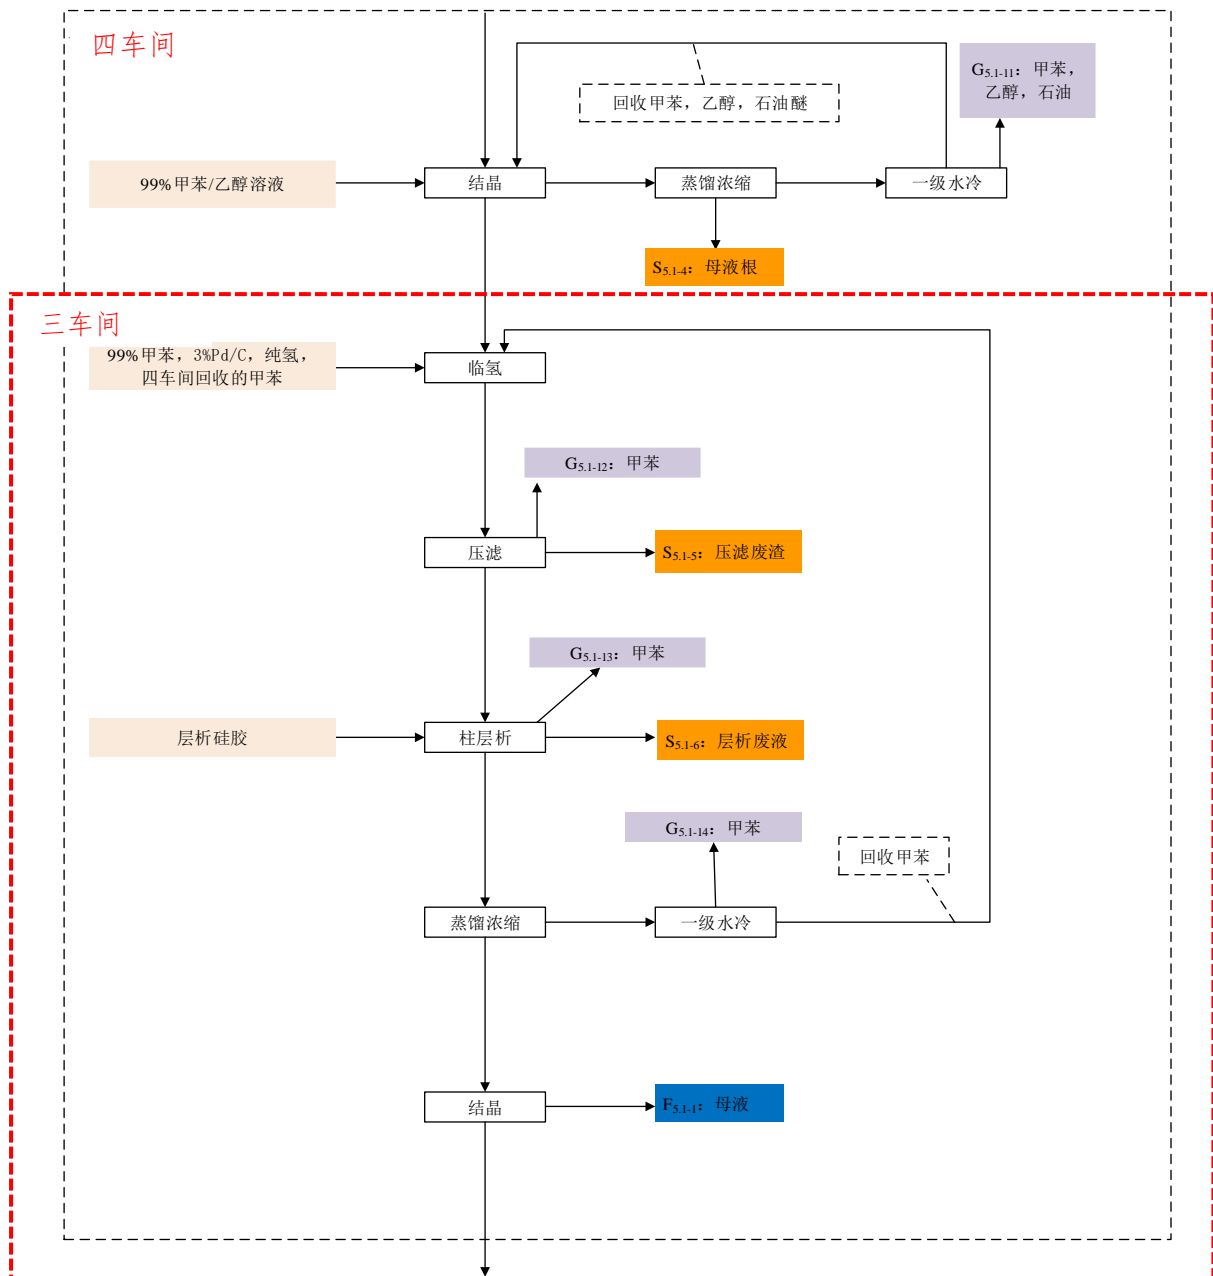 四车间
G5.1-11：甲苯，
乙醇，石油
回收甲苯，乙醇，石油醚
99%甲苯/乙醇溶液
结晶
蒸馏浓缩
一级水冷
S5.1-4：母液根
三车间
99%甲苯，3%Pd/C，纯氢，
四车间回收的甲苯
临氢
G5.1-12：甲苯
压滤
S5.1-5：压滤废渣
G5.1-13：甲苯
层析硅胶
柱层析
S5.1-6：层析废液
G5.1-14：甲苯
回收甲苯
蒸馏浓缩
一级水冷
结晶
F5.1-1：母液